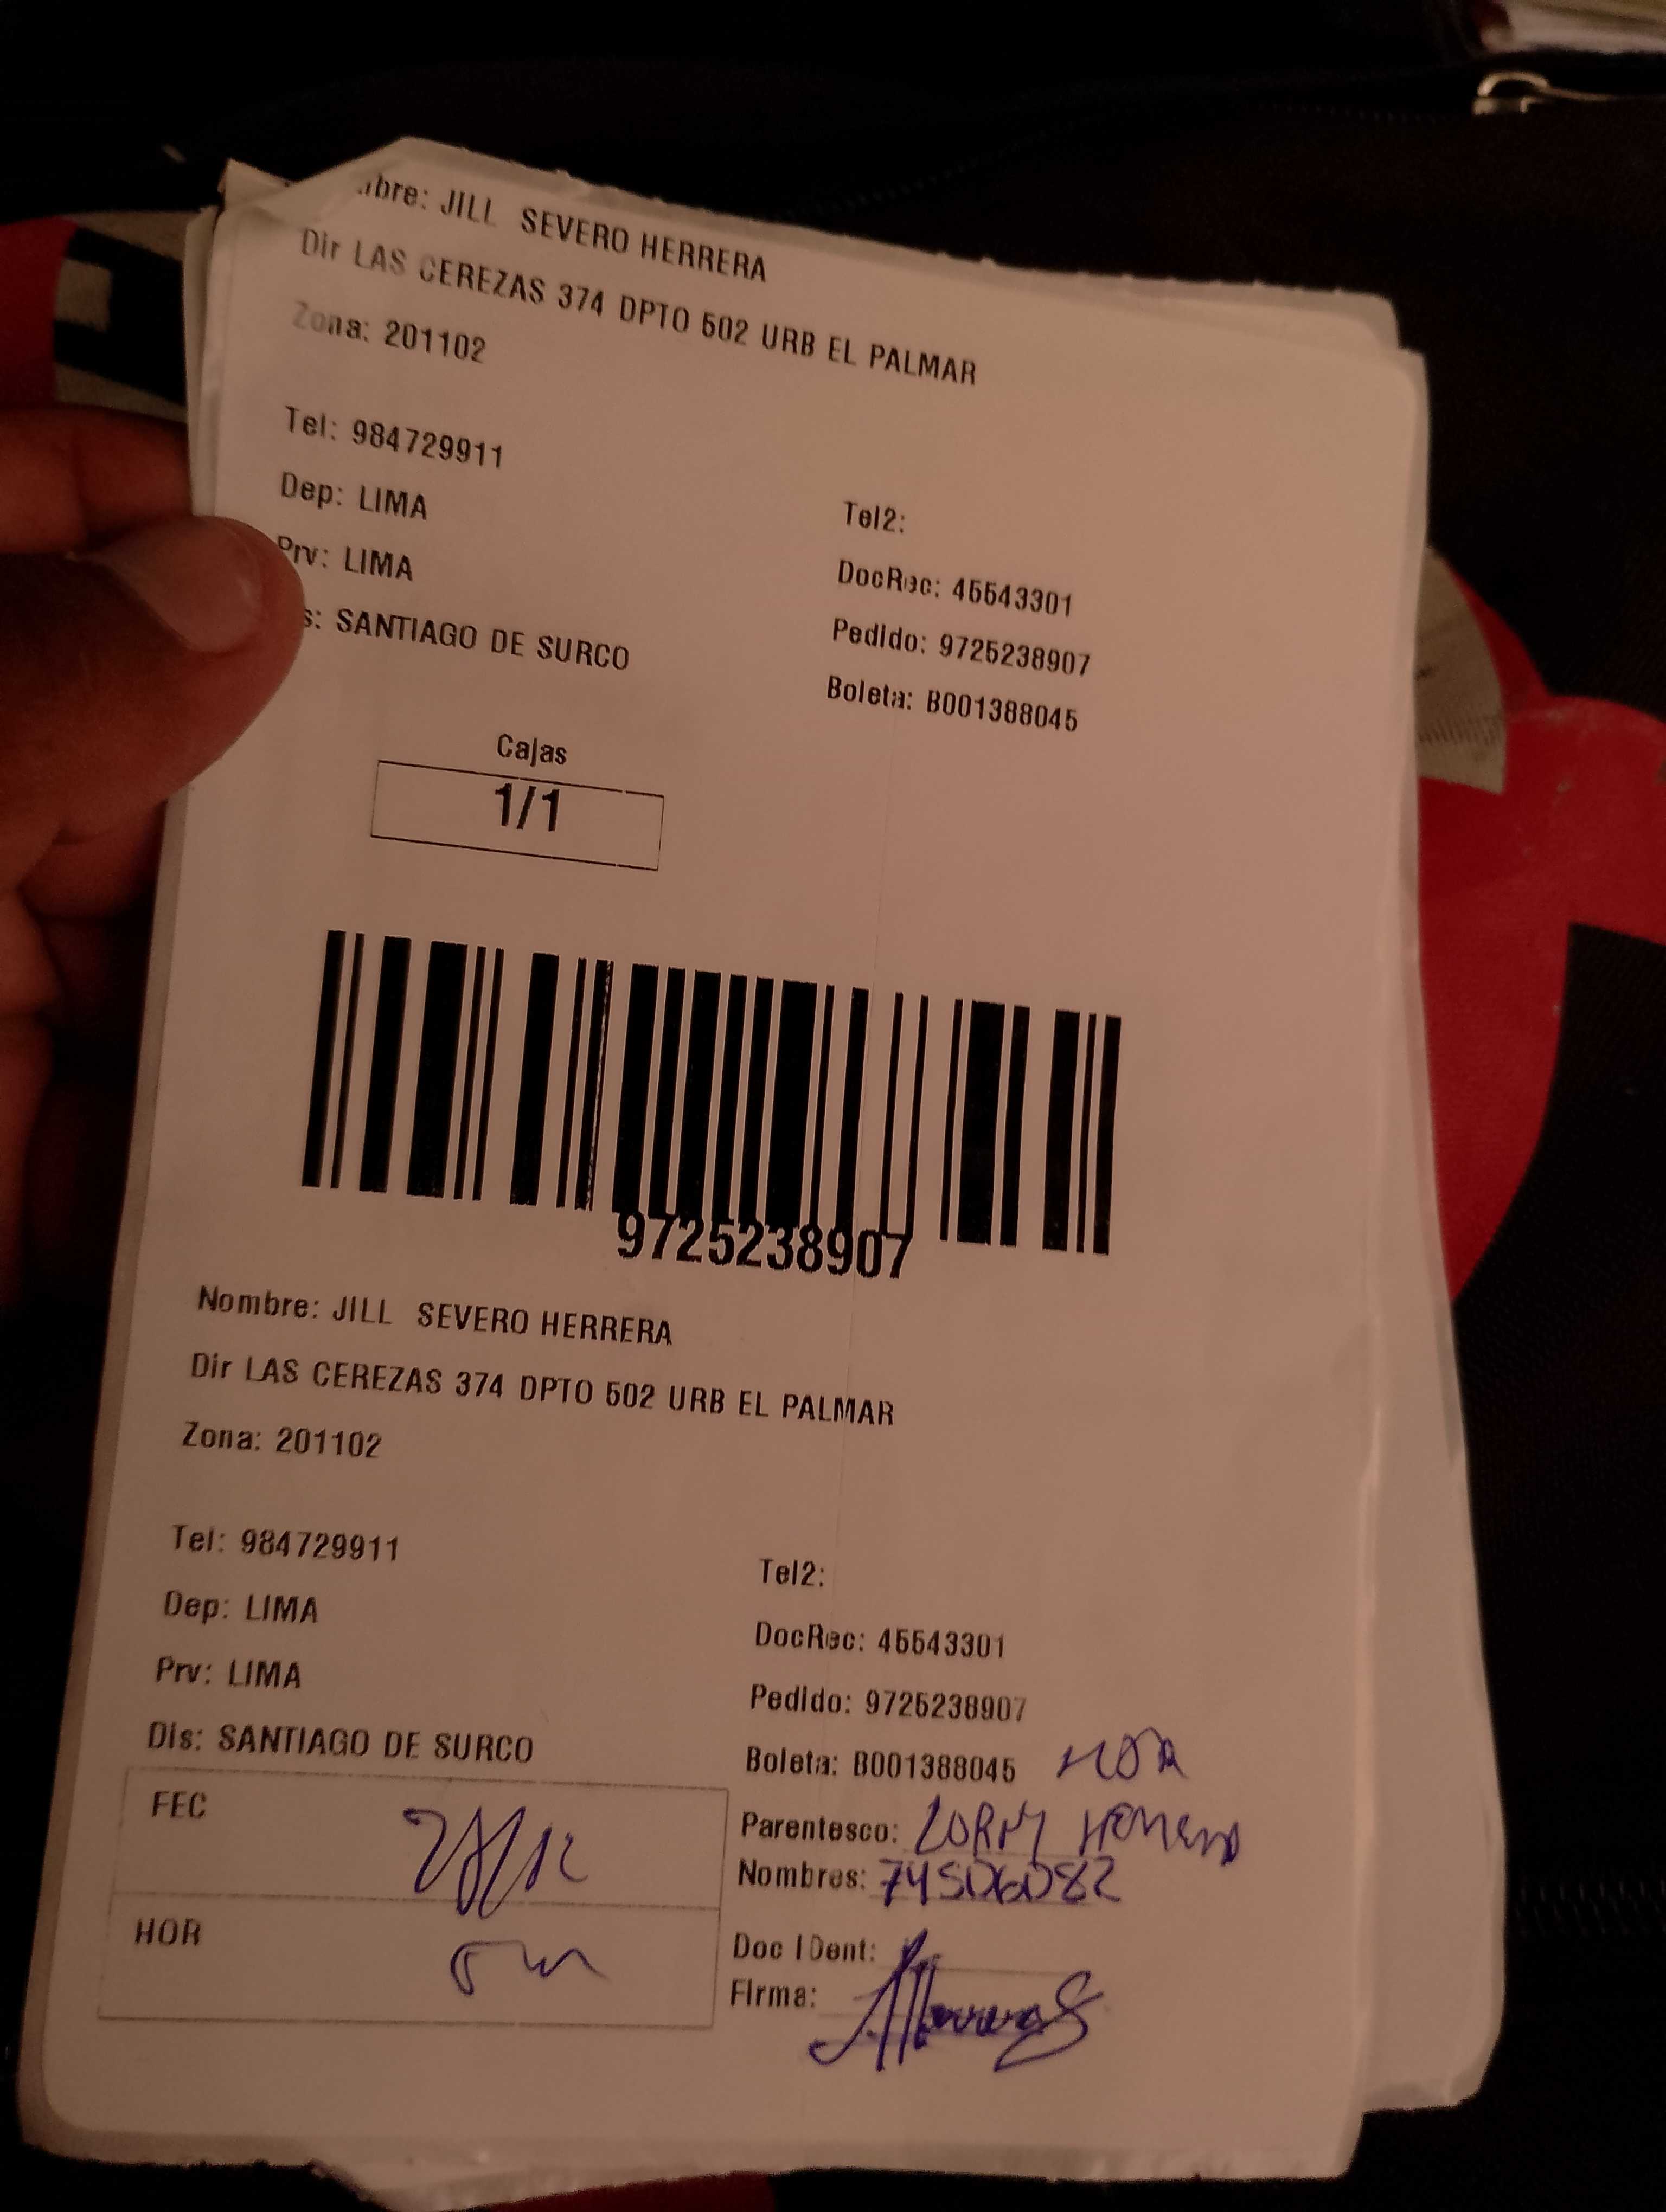 bre: JILL SEVERO HERRERA
Dir LAS CEREZAS 374 DPTO 502 URB EL PALMAR
Zona: 201102
Tel: 984729911
Dep: LIMA
Prv: LIMA
s: SANTIAGO DE SURCO
Tel2:
DocRec: 45543301
Pedido: 9725238907
Boleta: B001388045
Cajas
1/1
9725238907
Nombre: JILL SEVERO HERRERA
Dir LAS CEREZAS 374 DPTO 502 URB EL PALMAR
Zona: 201102
Tel: 984729911
Dep: LIMA
Prv: LIMA
Dis: SANTIAGO DE SURCO
Tel2:
DocRec: 45543301
Pedido: 9725238907
Boleta: B001388045
FEC
HOR
Parentesco:
Nombres: 74506082
Doc IDent:
Firma: